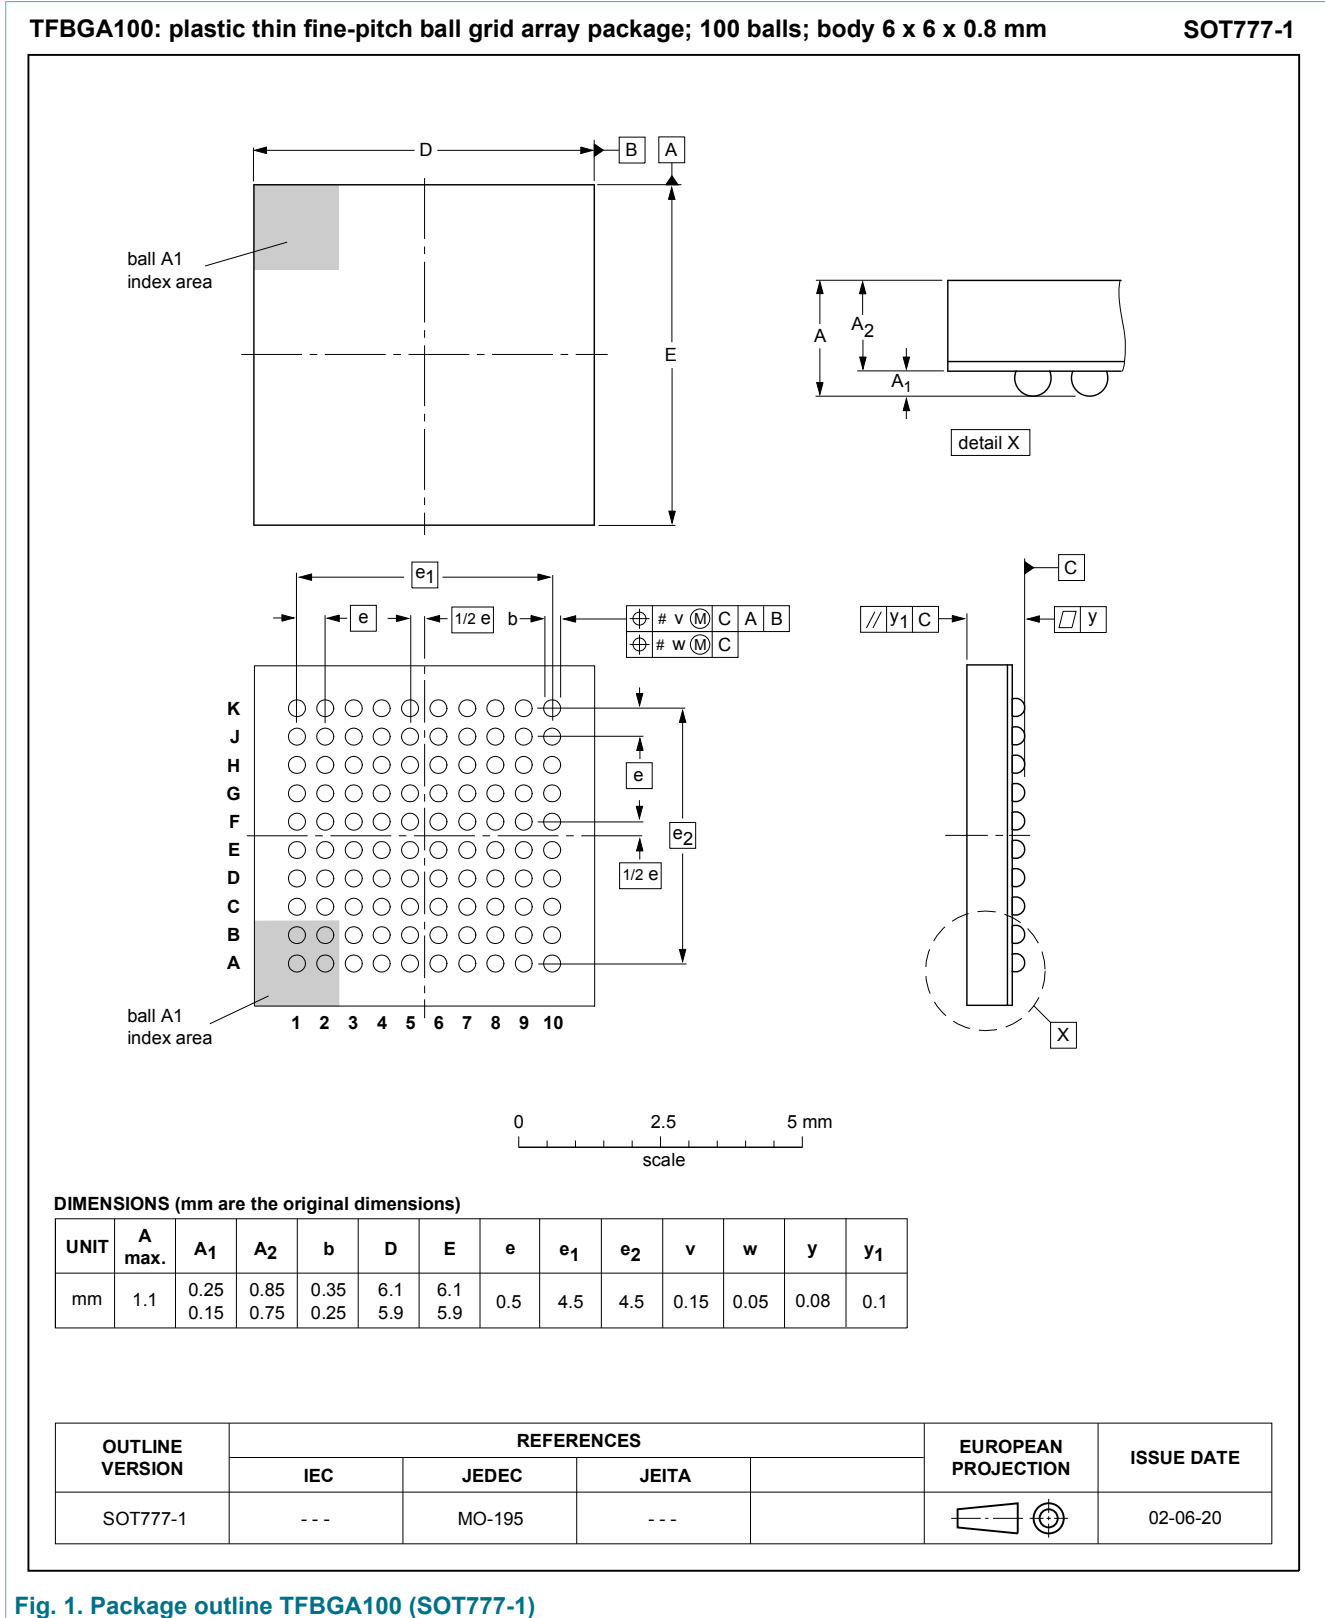 TFBGA100: plastic thin fine-pitch ball grid array package; 100 balls; body 6 x 6 x 0.8 mm SOT777-1
D B A
ball A1
index area
E
A A2
A1
detail X
e1
e 1/2 e b # v M C A B
# w M C
// y1 C y
C
K
J
H
G
F
E
D
C
B
A
e
e2
1/2 e
ball A1
index area
1 2 3 4 5 6 7 8 9 10
X
0 2.5 5 mm
scale
DIMENSIONS (mm are the original dimensions)
UNIT A max. A1 A2 b D E e e1 e2 v w y y1
mm 1.1 0.25 0.15 0.85 0.75 0.35 0.25 6.1 5.9 6.1 5.9 0.5 4.5 4.5 0.15 0.05 0.08 0.1
OUTLINE VERSION REFERENCES EUROPEAN PROJECTION ISSUE DATE
IEC JEDEC JEITA
SOT777-1 - - - MO-195 - - - 02-06-20
Fig. 1. Package outline TFBGA100 (SOT777-1)